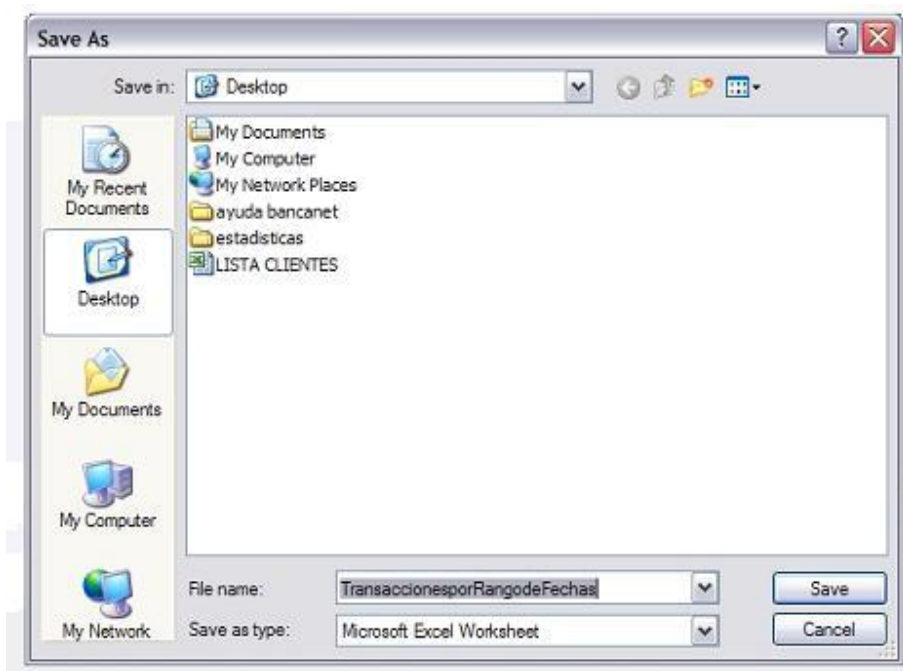 Save As
Save in:
Desktop
My Recent
Documents
Desktop
My Documents
My Computer
My Network
My Documents
My Computer
My Network Places
ayuda bancanet
estadisticas
LISTA CLIENTES
File name:
TransaccionesporRangodeFechas
Save
Save as type:
Microsoft Excel Worksheet
Cancel